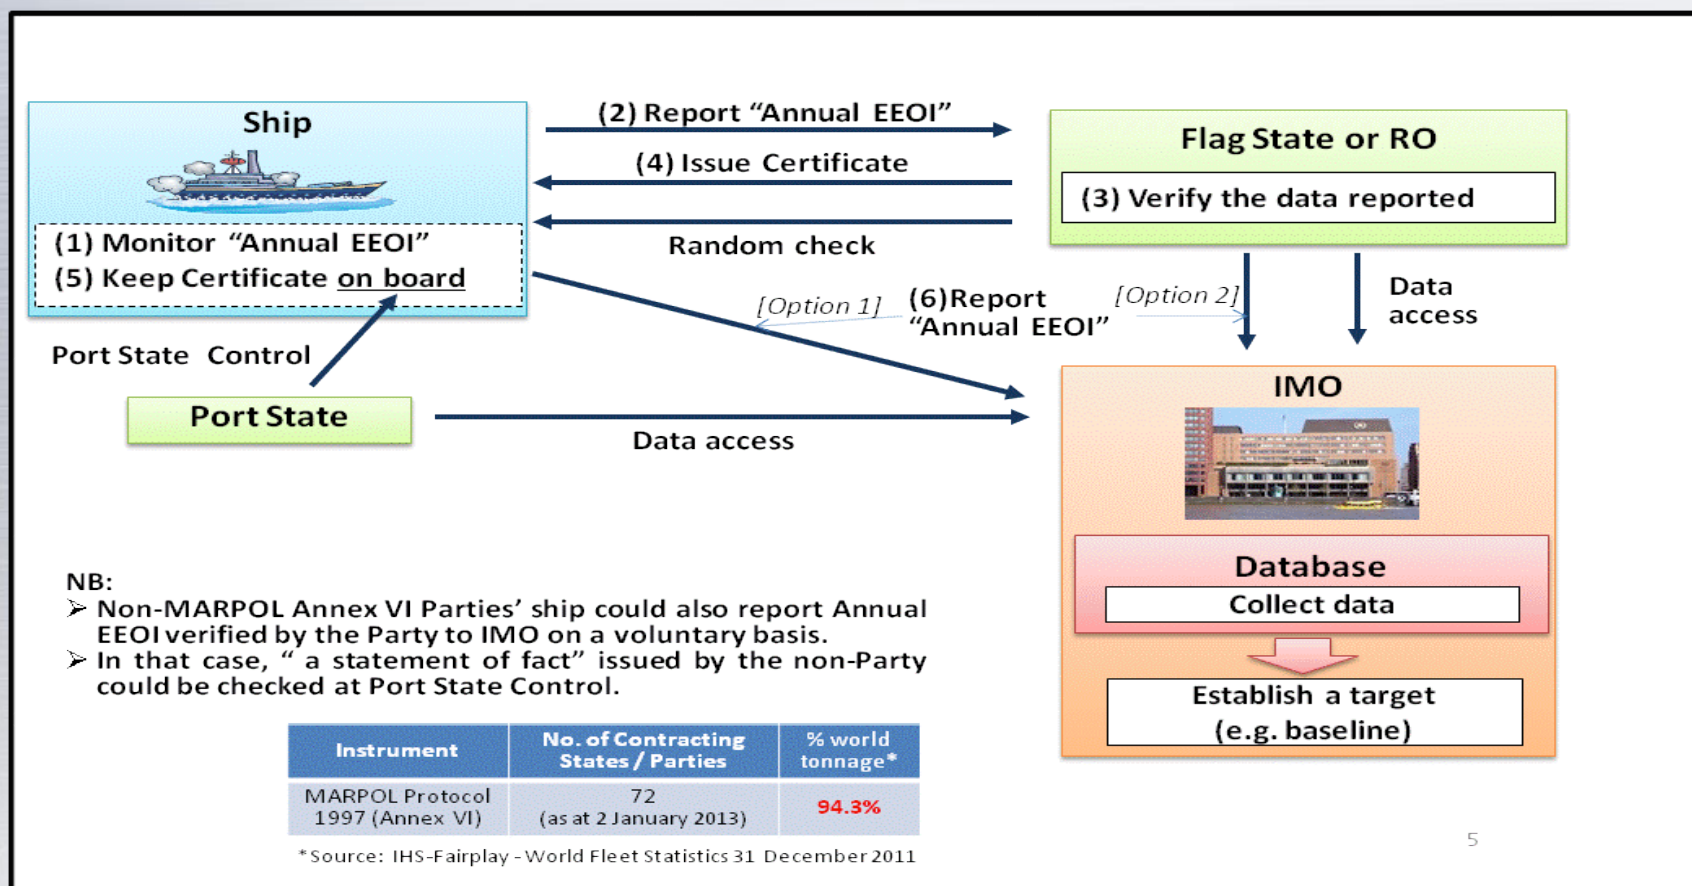 Ship
(1) Monitor “Annual EEOI”
(5) Keep Certificate on board
(2) Report “Annual EEOI”
(4) Issue Certificate
Random check
Flag State or RO
(3) Verify the data reported
[Option 1]
(6)Report
“Annual EEOI”
[Option 2]
Data
access
Port State Control
Port State
Data access
IMO
Database
Collect data
Establish a target
(e.g. baseline)
NB:
➢ Non-MARPOL Annex VI Parties’ ship could also report Annual
EEOI verified by the Party to IMO on a voluntary basis.
➢ In that case, “ a statement of fact” issued by the non-Party
could be checked at Port State Control.
Instrument
No. of Contracting
States / Parties
% world
tonnage*
MARPOL Protocol
1997 (Annex VI)
72
(as at 2 January 2013)
94.3%
*Source: IHS-Fairplay - World Fleet Statistics 31 December 2011
5